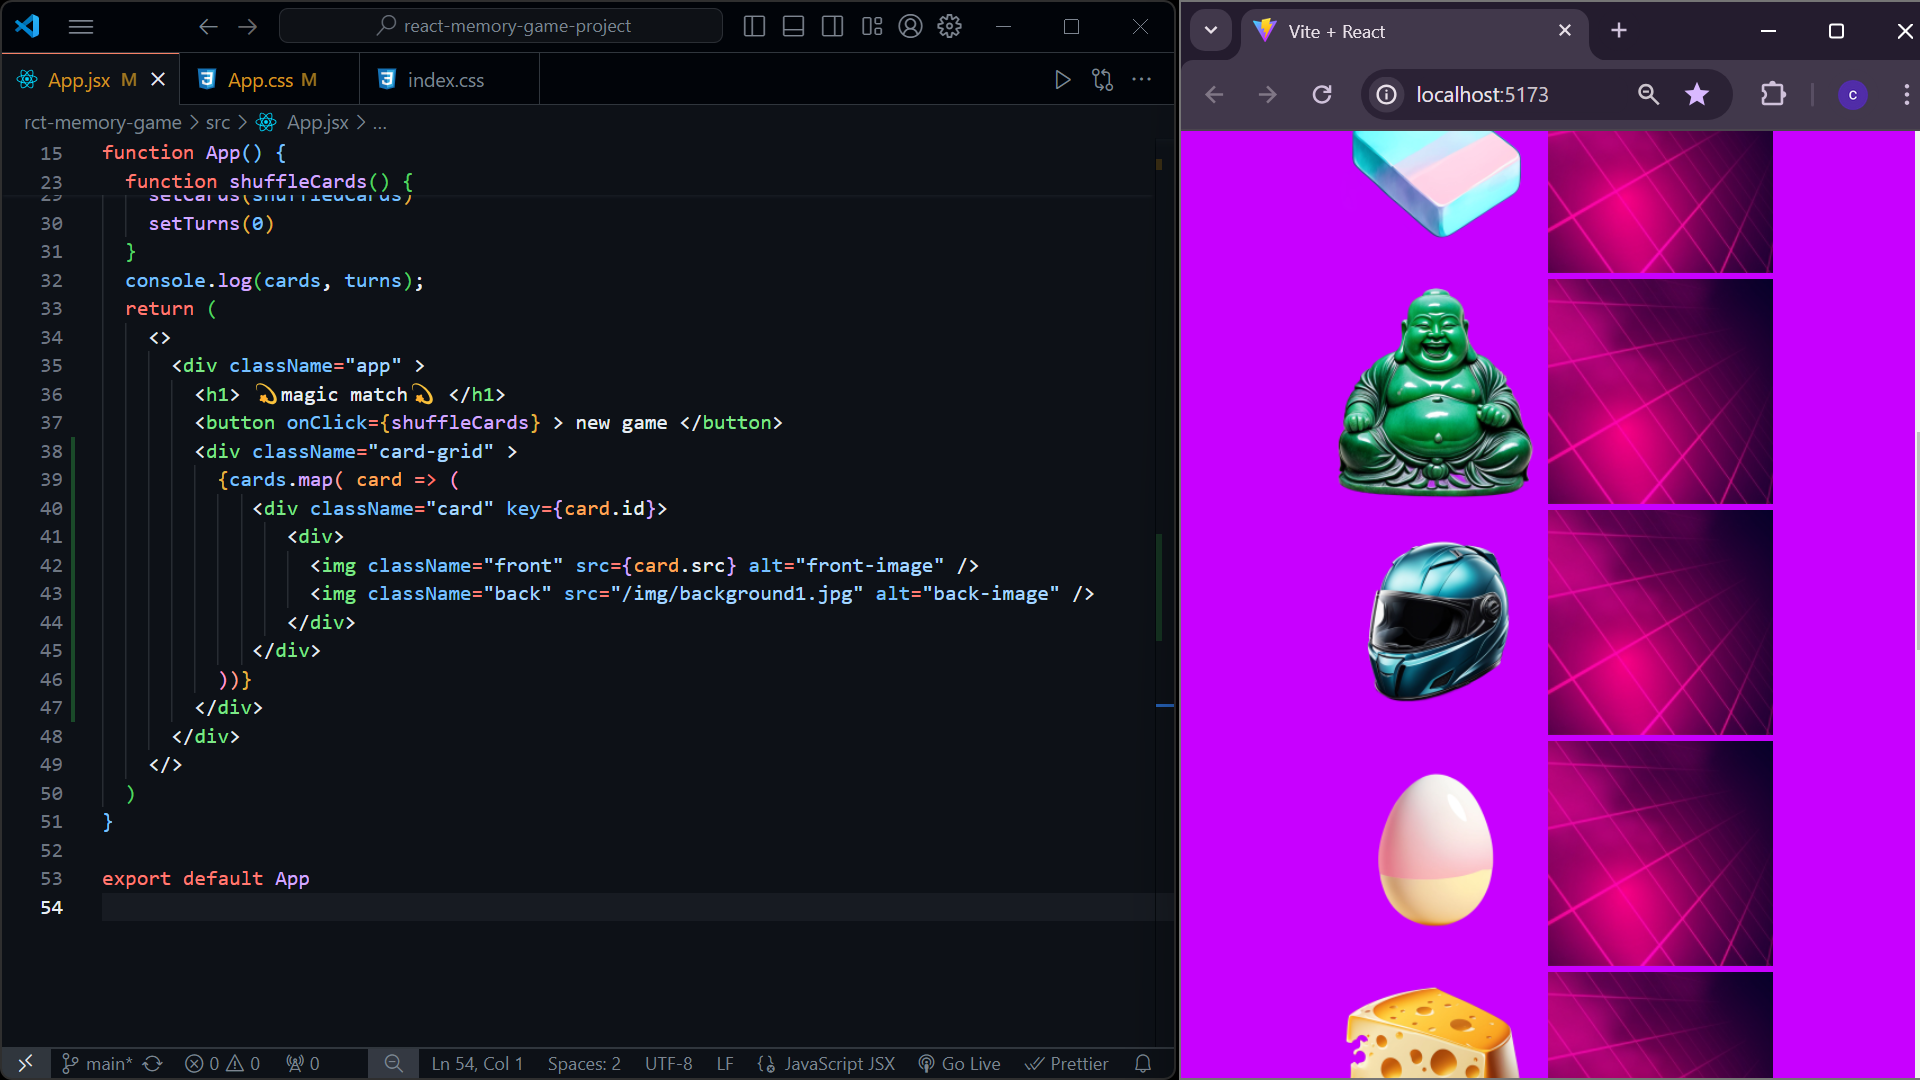 react-memory-game-project
App.jsx M
App.css M
index.css
rct-memory-game > src > App.jsx > ...
15 function App() {
23 function shuffleCards() {
29 setCards(shuffledCards)
30 setTurns(0)
31 }
32 console.log(cards, turns);
33 return (
34 <>
35 <div className="app" >
36 <h1> 💫magic match💫 </h1>
37 <button onClick={shuffleCards} > new game </button>
38 <div className="card-grid" >
39 {cards.map( card => (
40 <div className="card" key={card.id}>
41 <div>
42 <img className="front" src={card.src} alt="front-image" />
43 <img className="back" src="/img/background1.jpg" alt="back-image" />
44 </div>
45 </div>
46 ))}
47 </div>
48 </div>
49 </>
50 )
51 }
52
53 export default App
54
main* 0 0 0 Ln 54, Col 1 Spaces: 2 UTF-8 LF {} JavaScript JSX Go Live Prettier
Vite + React
localhost:5173
c